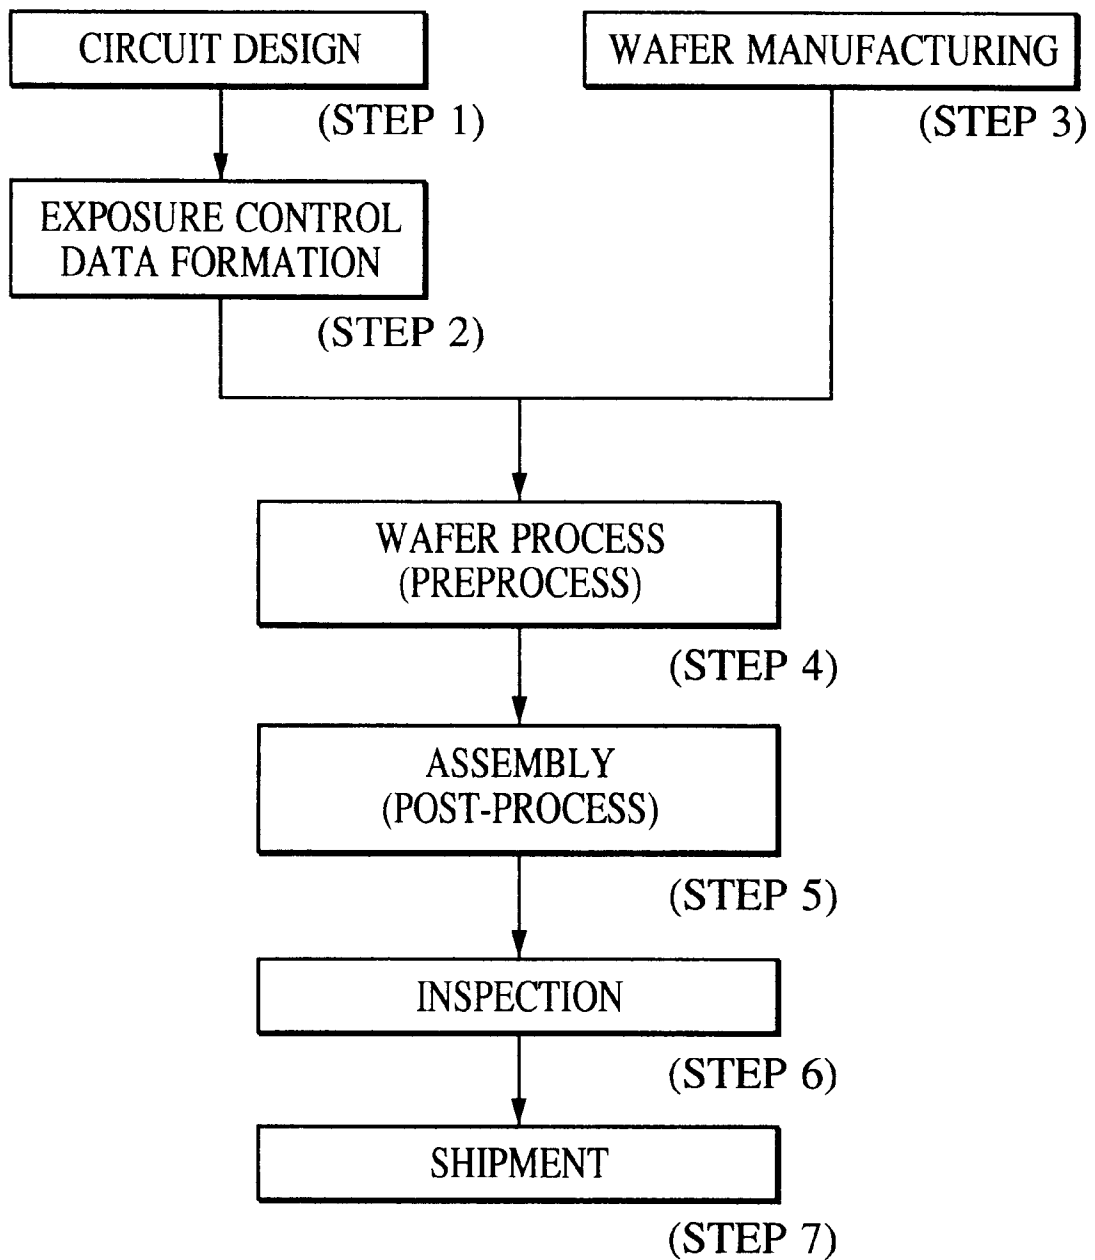 CIRCUIT DESIGN
(STEP 1)
WAFER MANUFACTURING
(STEP 3)
EXPOSURE CONTROL
DATA FORMATION
(STEP 2)
WAFER PROCESS
(PREPROCESS)
(STEP 4)
ASSEMBLY
(POST-PROCESS)
(STEP 5)
INSPECTION
(STEP 6)
SHIPMENT
(STEP 7)